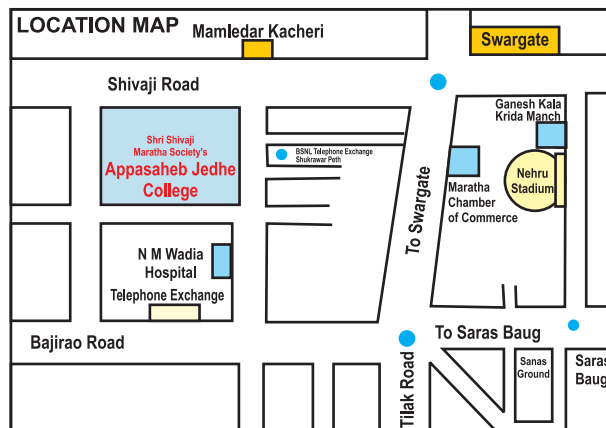 LOCATION MAP
Mamledar Kacheri
Swargate
Shivaji Road
Ganesh Kala
Krida Manch
Shri Shivaji
Maratha Society's
Appasaheb Jedhe
College
BSNL Telephone Exchange
Shukrawar Peth
Nehru
Stadium
Maratha
Chamber
of Commerce
To Swargate
N M Wadia
Hospital
Telephone Exchange
Bajirao Road
To Saras Baug
Tilak Road
Sanas
Ground
Saras
Baug